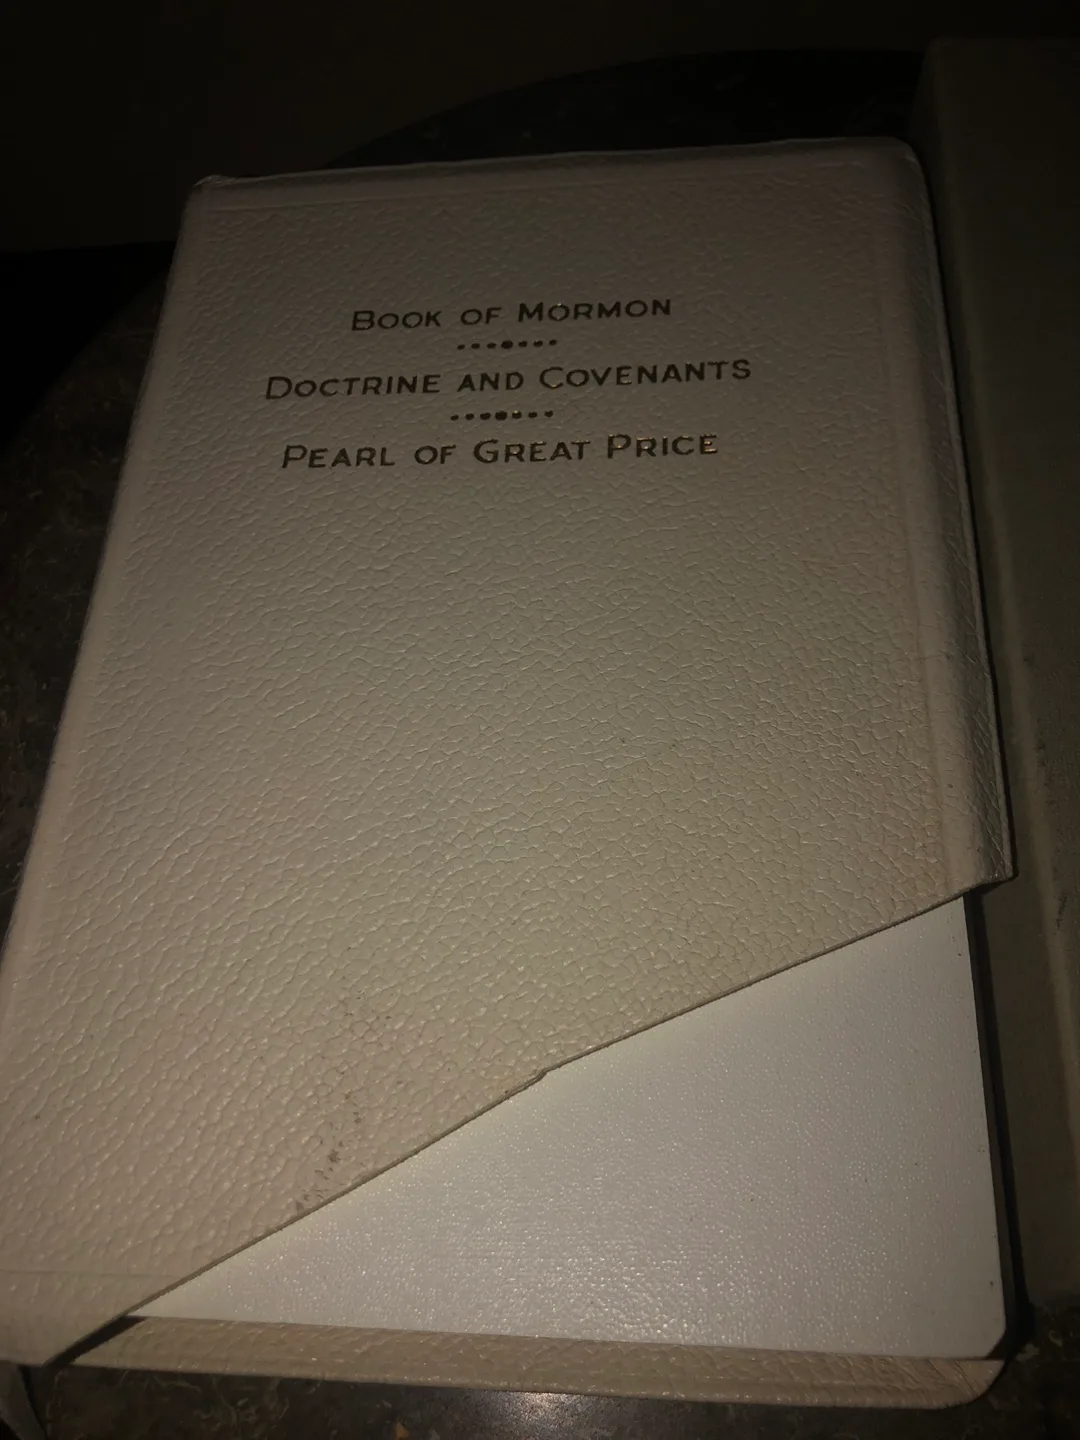 BOOK OF MORMON
DOCTRINE AND COVENANTS
PEARL OF GREAT PRICE